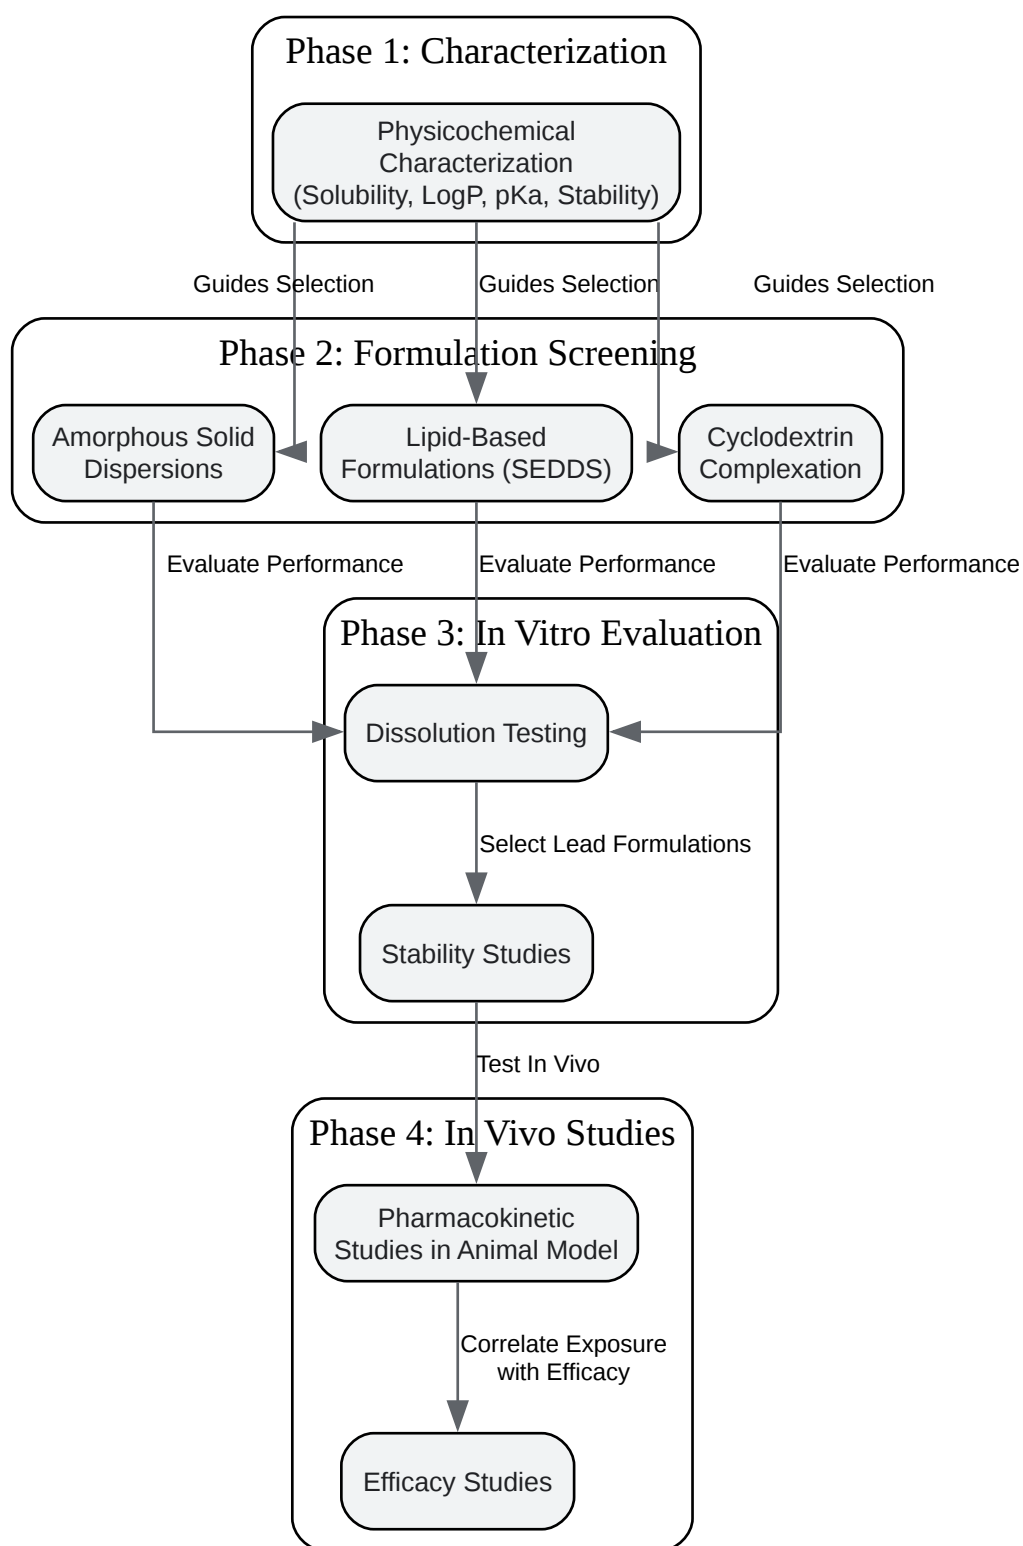 Phase 1: Characterization
Physicochemical
Characterization
(Solubility, LogP, pKa, Stability)
Guides Selection
Guides Selection
Guides Selection
Phase 2: Formulation Screening
Amorphous Solid
Dispersions
Lipid-Based
Formulations (SEDDS)
Cyclodextrin
Complexation
Evaluate Performance
Evaluate Performance
Evaluate Performance
Phase 3: In Vitro Evaluation
Dissolution Testing
Select Lead Formulations
Stability Studies
Test In Vivo
Phase 4: In Vivo Studies
Pharmacokinetic
Studies in Animal Model
Correlate Exposure
with Efficacy
Efficacy Studies